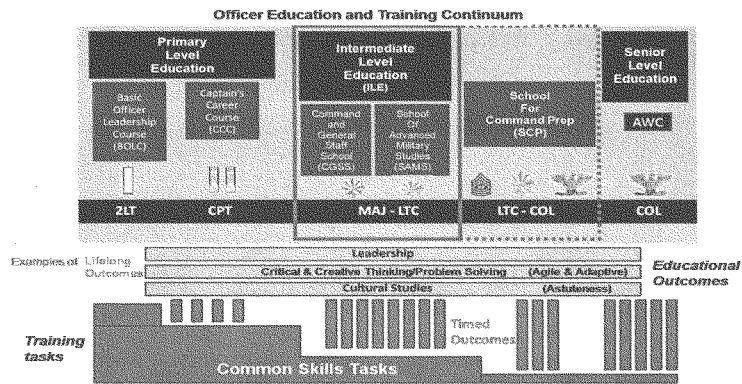 Officer Education and Training Continuum
Primary
Level
Education
Basic
Officer
Leadership
Course
(BOLC)
Captain's
Career
Course
(CCC)
Intermediate
Level
Education
(ILE)
Command
and
General
Staff
School
(CGSS)
School
Of
Advanced
Military
Studies
(SAMS)
School
For
Command Prep
(SCP)
Senior
Level
Education
AWC
2LT
CPT
MAJ - LTC
LTC - COL
COL
Examples of Lifelong
Outcomes
Leadership
Critical & Creative Thinking/Problem Solving (Agile & Adaptive)
Cultural Studies (Astuteness)
Educational
Outcomes
Training
tasks
Timed
Outcomes
Common Skills Tasks